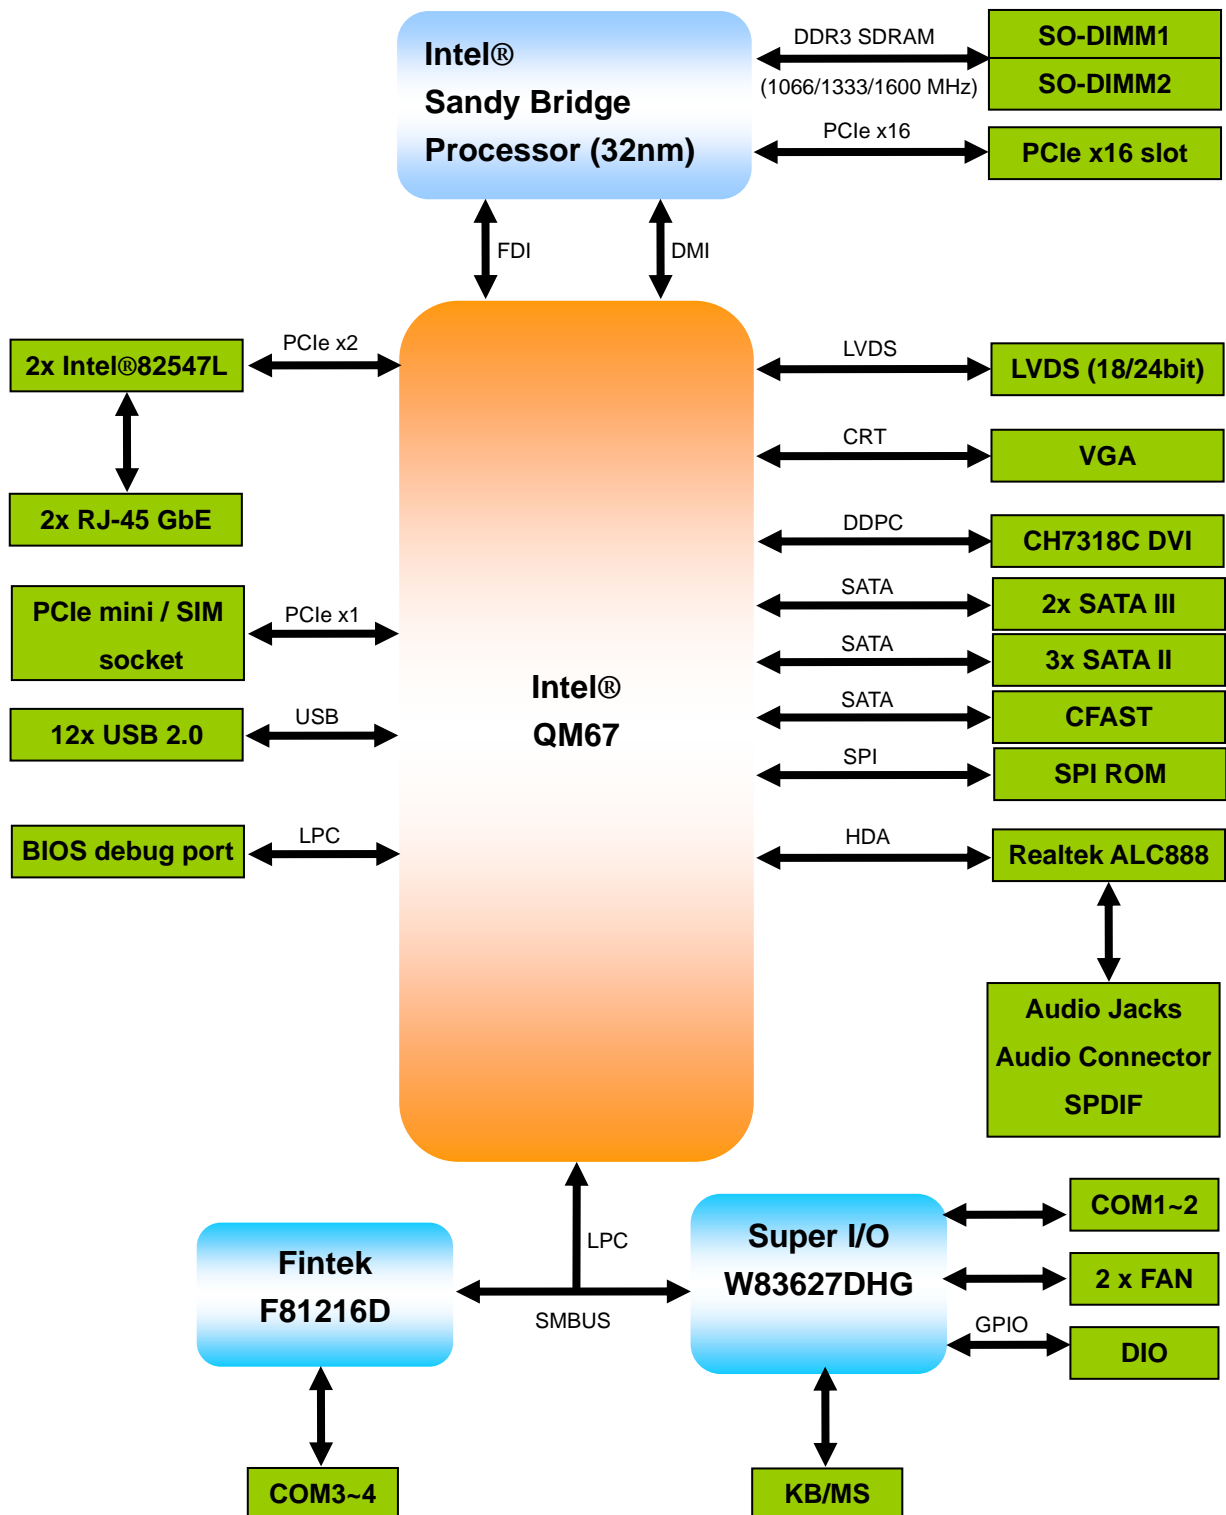 Intel®
Sandy Bridge
Processor (32nm)
DDR3 SDRAM
(1066/1333/1600 MHz)
SO-DIMM1
SO-DIMM2
PCIe x16
PCIe x16 slot
FDI
DMI
2x Intel®82547L
PCIe x2
2x RJ-45 GbE
PCIe mini / SIM
socket
PCIe x1
12x USB 2.0
USB
BIOS debug port
LPC
Intel®
QM67
LVDS
LVDS (18/24bit)
CRT
VGA
DDPC
CH7318C DVI
SATA
2x SATA III
SATA
3x SATA II
SATA
CFAST
SPI
SPI ROM
HDA
Realtek ALC888
Audio Jacks
Audio Connector
SPDIF
LPC
SMBUS
Fintek
F81216D
COM3~4
Super I/O
W83627DHG
COM1~2
2 x FAN
GPIO
DIO
KB/MS